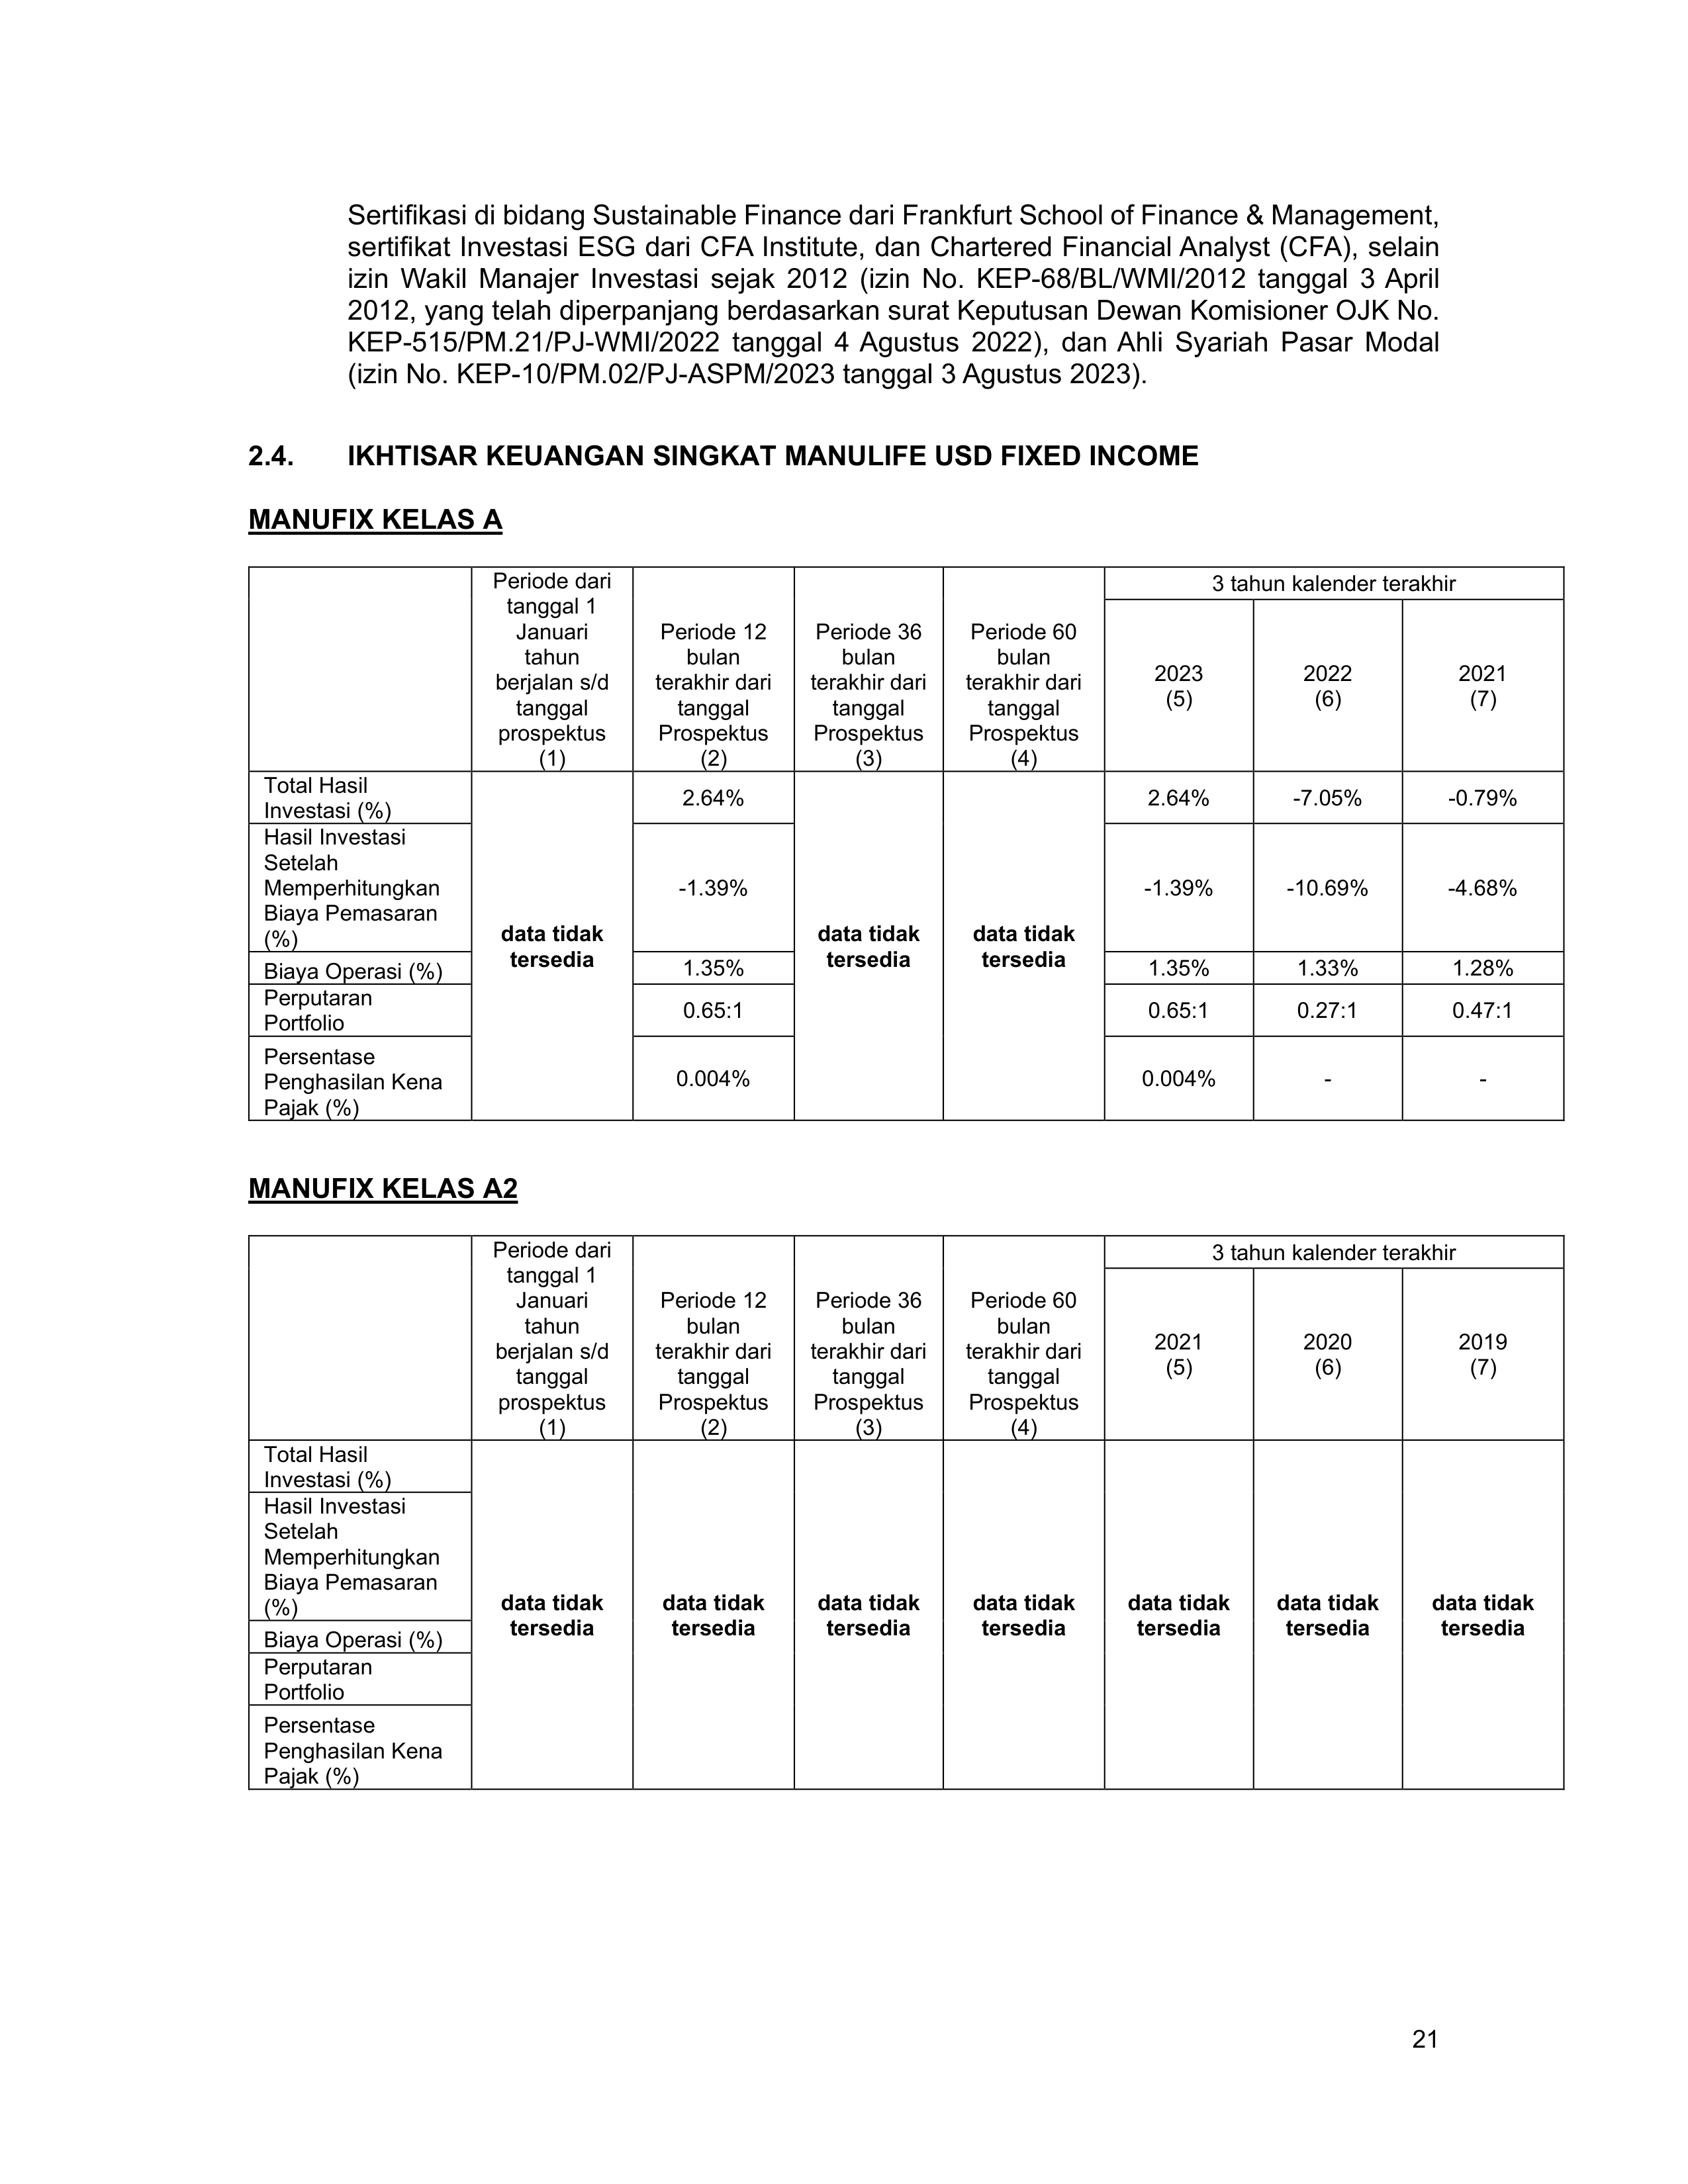 Sertifikasi di bidang Sustainable Finance dari Frankfurt School of Finance & Management,
sertifikat Investasi ESG dari CFA Institute, dan Chartered Financial Analyst (CFA), selain
izin Wakil Manajer Investasi sejak 2012 (izin No. KEP-68/BL/WMI/2012 tanggal 3 April
2012, yang telah diperpanjang berdasarkan surat Keputusan Dewan Komisioner OJK No.
KEP-515/PM.21/PJ-WMI/2022 tanggal 4 Agustus 2022), dan Ahli Syariah Pasar Modal
(izin No. KEP-10/PM.02/PJ-ASPM/2023 tanggal 3 Agustus 2023).
2.4. IKHTISAR KEUANGAN SINGKAT MANULIFE USD FIXED INCOME
MANUFIX KELAS A
Periode dari
tanggal 1
Januari
tahun
berjalan s/d
tanggal
prospektus
(1)
Periode 12
bulan
terakhir dari
tanggal
Prospektus
(2)
Periode 36
bulan
terakhir dari
tanggal
Prospektus
(3)
Periode 60
bulan
terakhir dari
tanggal
Prospektus
(4)
3 tahun kalender terakhir
2023
(5)
2022
(6)
2021
(7)
Total Hasil
Investasi (%)
data tidak
tersedia
2.64%
data tidak
tersedia
data tidak
tersedia
2.64%
-7.05%
-0.79%
Hasil Investasi
Setelah
Memperhitungkan
Biaya Pemasaran
(%)
-1.39%
-1.39%
-10.69%
-4.68%
Biaya Operasi (%)
1.35%
1.35%
1.33%
1.28%
Perputaran
Portfolio
0.65:1
0.65:1
0.27:1
0.47:1
Persentase
Penghasilan Kena
Pajak (%)
0.004%
0.004%
-
-
MANUFIX KELAS A2
Periode dari
tanggal 1
Januari
tahun
berjalan s/d
tanggal
prospektus
(1)
Periode 12
bulan
terakhir dari
tanggal
Prospektus
(2)
Periode 36
bulan
terakhir dari
tanggal
Prospektus
(3)
Periode 60
bulan
terakhir dari
tanggal
Prospektus
(4)
3 tahun kalender terakhir
2021
(5)
2020
(6)
2019
(7)
Total Hasil
Investasi (%)
Hasil Investasi
Setelah
Memperhitungkan
Biaya Pemasaran
(%)
Biaya Operasi (%)
Perputaran
Portfolio
Persentase
Penghasilan Kena
Pajak (%)
data tidak
tersedia
data tidak
tersedia
data tidak
tersedia
data tidak
tersedia
data tidak
tersedia
data tidak
tersedia
data tidak
tersedia
21